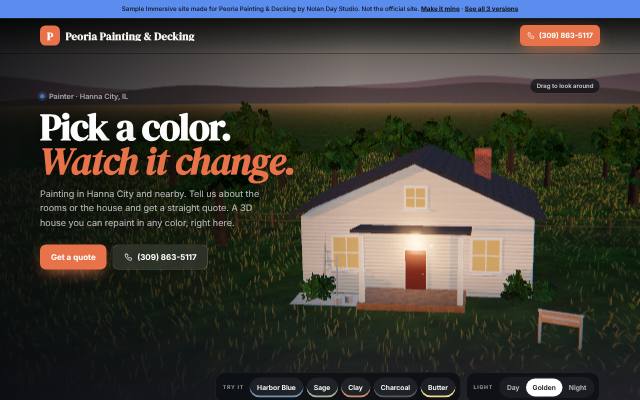 Sample Immersive site made for Peoria Painting & Decking by Nolan Day Studio. Not the official site. Make it mine · See all 3 versions
P Peoria Painting & Decking
(309) 863-5117
Drag to look around
Painter · Hanna City, IL
Pick a color.
Watch it change.
Painting in Hanna City and nearby. Tell us about the
rooms or the house and get a straight quote. A 3D
house you can repaint in any color, right here.
Get a quote
(309) 863-5117
TRY IT Harbor Blue Sage Clay Charcoal Butter
LIGHT Day Golden Night